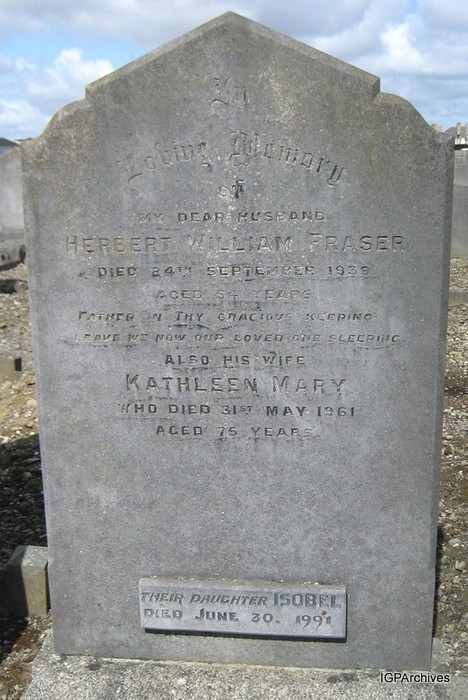 In
Loving Memory
OF
MY DEAR HUSBAND
HERBERT WILLIAM FRASER
DIED 24TH SEPTEMBER 1939
AGED 54 YEARS
FATHER IN THY GRACIOUS KEEPING
LEAVE WE NOW OUR LOVED ONE SLEEPING
ALSO HIS WIFE
KATHLEEN MARY
WHO DIED 31ST MAY 1961
AGED 75 YEARS.
THEIR DAUGHTER ISOBEL
DIED JUNE 30. 1991
IGPArchives